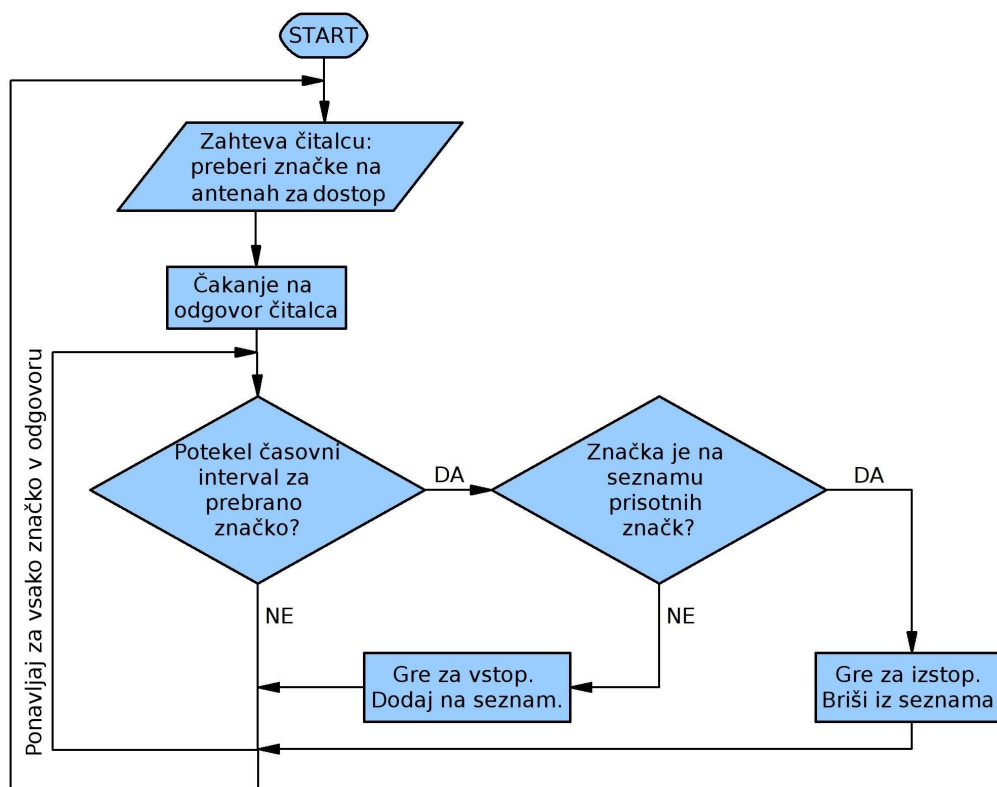 START
Zahteva čitalcu:
preberi značke na
antenah za dostop
Čakanje na
odgovor čitalca
Ponavljaj za vsako značko v odgovoru
Potekel časovni
interval za
prebrano
značko?
DA
Značka je na
seznamu
prisotnih
značk?
DA
NE
NE
Gre za vstop.
Dodaj na seznam.
Gre za izstop.
Briši iz seznama